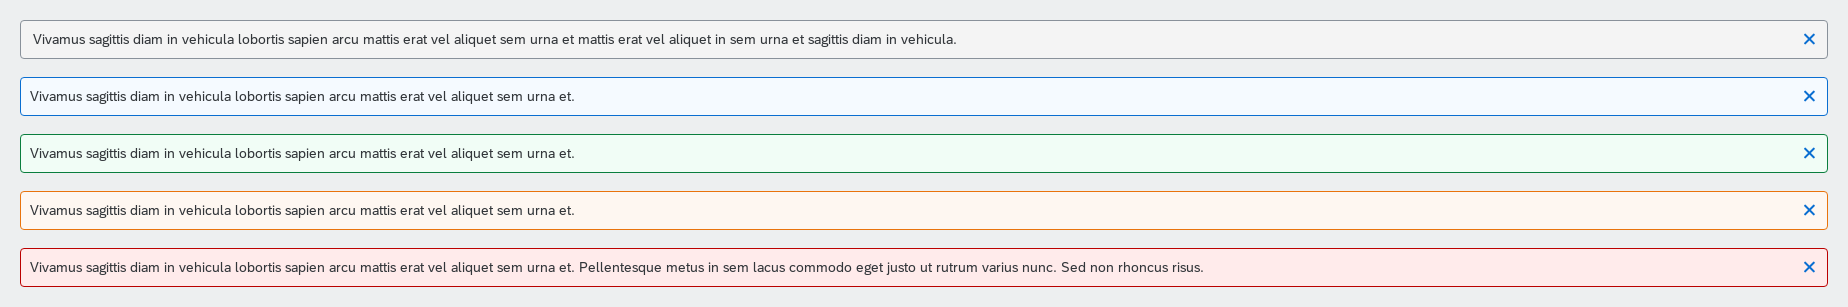 Vivamus sagittis diam in vehicula lobortis sapien arcu mattis erat vel aliquet sem urna et mattis erat vel aliquet in sem urna et sagittis diam in vehicula.
Vivamus sagittis diam in vehicula lobortis sapien arcu mattis erat vel aliquet sem urna et.
Vivamus sagittis diam in vehicula lobortis sapien arcu mattis erat vel aliquet sem urna et.
Vivamus sagittis diam in vehicula lobortis sapien arcu mattis erat vel aliquet sem urna et.
Vivamus sagittis diam in vehicula lobortis sapien arcu mattis erat vel aliquet sem urna et. Pellentesque metus in sem lacus commodo eget justo ut rutrum varius nunc. Sed non rhoncus risus.